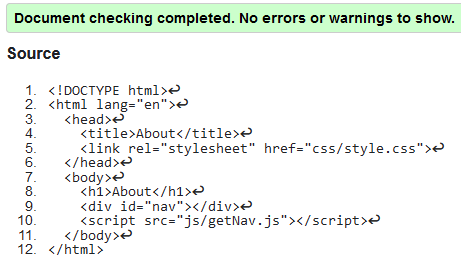 Document checking completed. No errors or warnings to show.
Source
1. <!DOCTYPE html>↩
2. <html lang="en">↩
3. <head>↩
4. <title>About</title>↩
5. <link rel="stylesheet" href="css/style.css">↩
6. </head>↩
7. <body>↩
8. <h1>About</h1>↩
9. <div id="nav"></div>↩
10. <script src="js/getNav.js"></script>↩
11. </body>↩
12. </html>